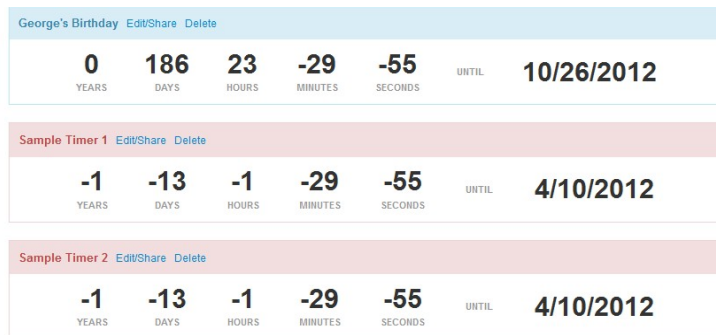 George's Birthday Edit/Share Delete
0 186 23 -29 -55 UNTIL 10/26/2012
YEARS DAYS HOURS MINUTES SECONDS
Sample Timer 1 Edit/Share Delete
-1 -13 -1 -29 -55 UNTIL 4/10/2012
YEARS DAYS HOURS MINUTES SECONDS
Sample Timer 2 Edit/Share Delete
-1 -13 -1 -29 -55 UNTIL 4/10/2012
YEARS DAYS HOURS MINUTES SECONDS